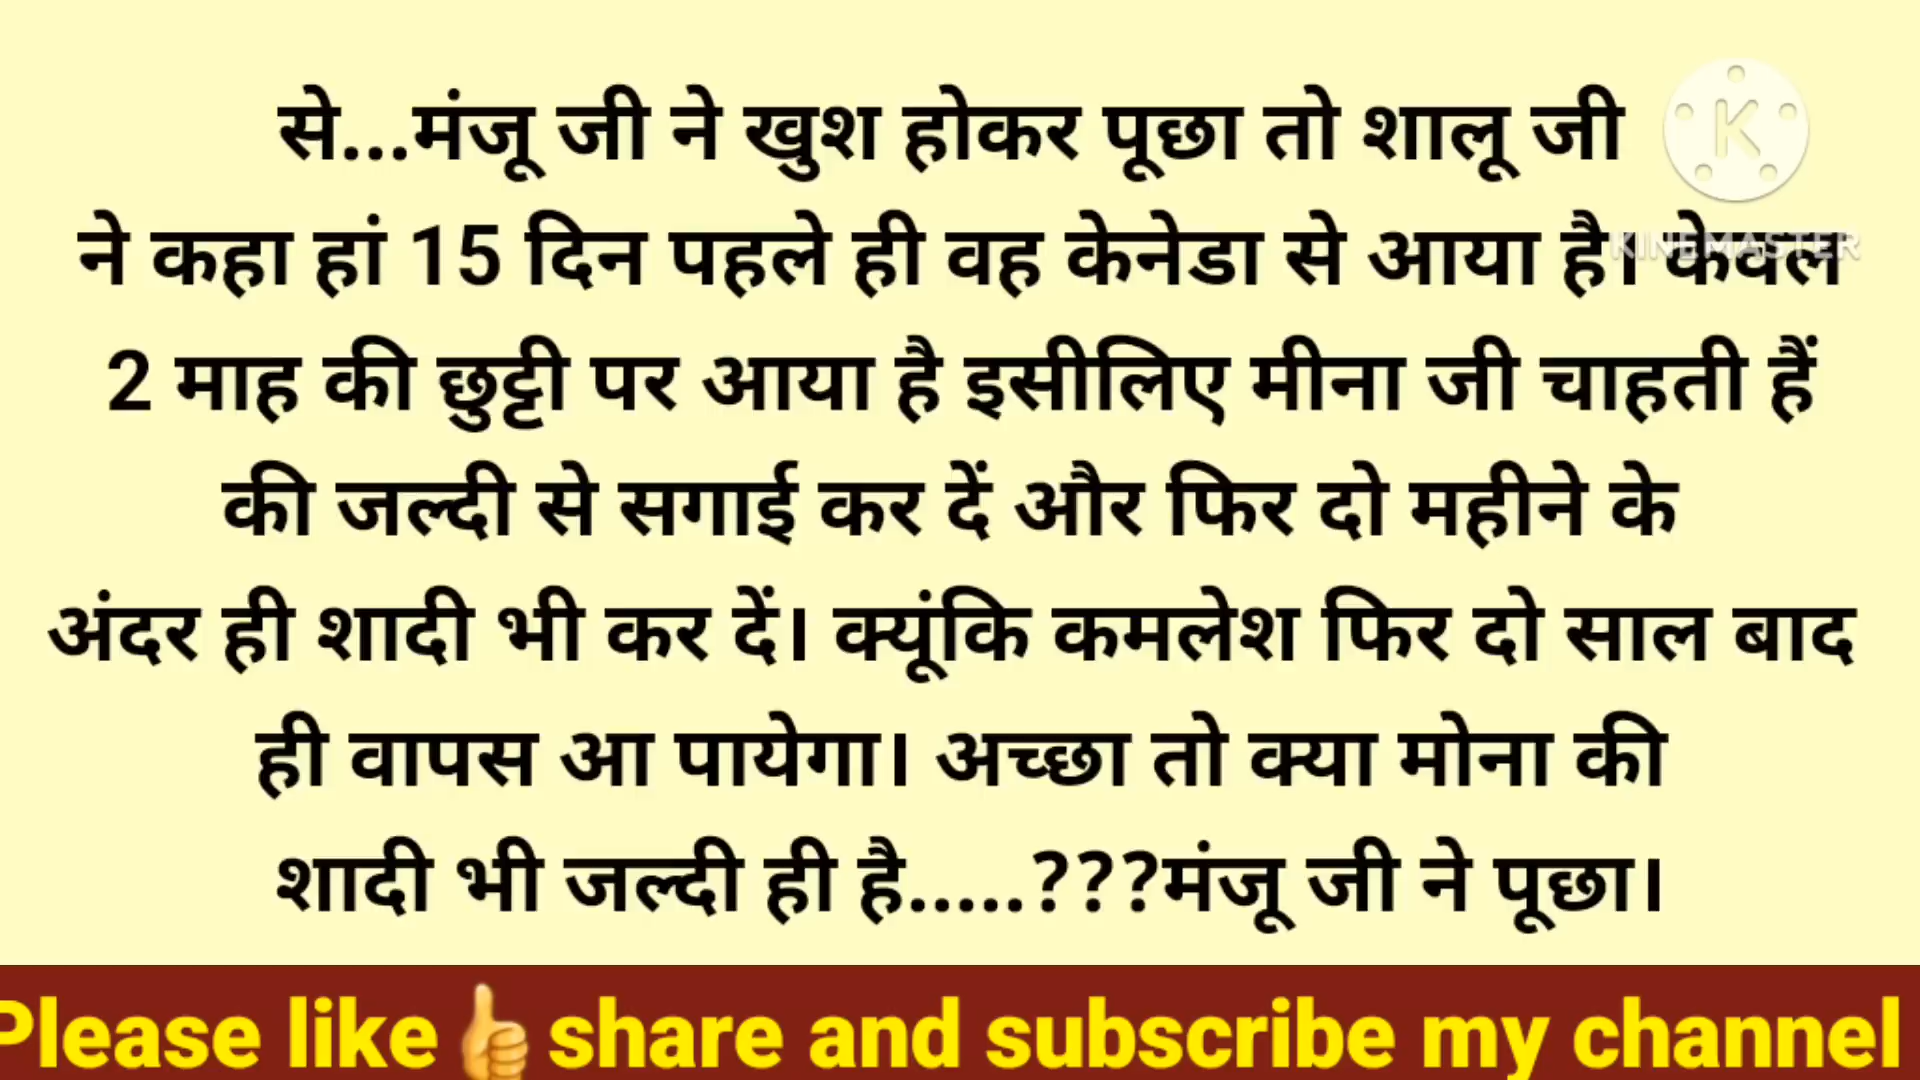 से...मंजू जी ने खुश होकर पूछा तो शालू जी
ने कहा हां 15 दिन पहले ही वह केनेडा से आया है। केवल
2 माह की छुट्टी पर आया है इसीलिए मीना जी चाहती हैं
की जल्दी से सगाई कर दें और फिर दो महीने के
अंदर ही शादी भी कर दें। क्यूंकि कमलेश फिर दो साल बाद
ही वापस आ पायेगा। अच्छा तो क्या मोना की
शादी भी जल्दी ही है.....???मंजू जी ने पूछा।
K
KINEMASTER
Please like 👍 share and subscribe my channel